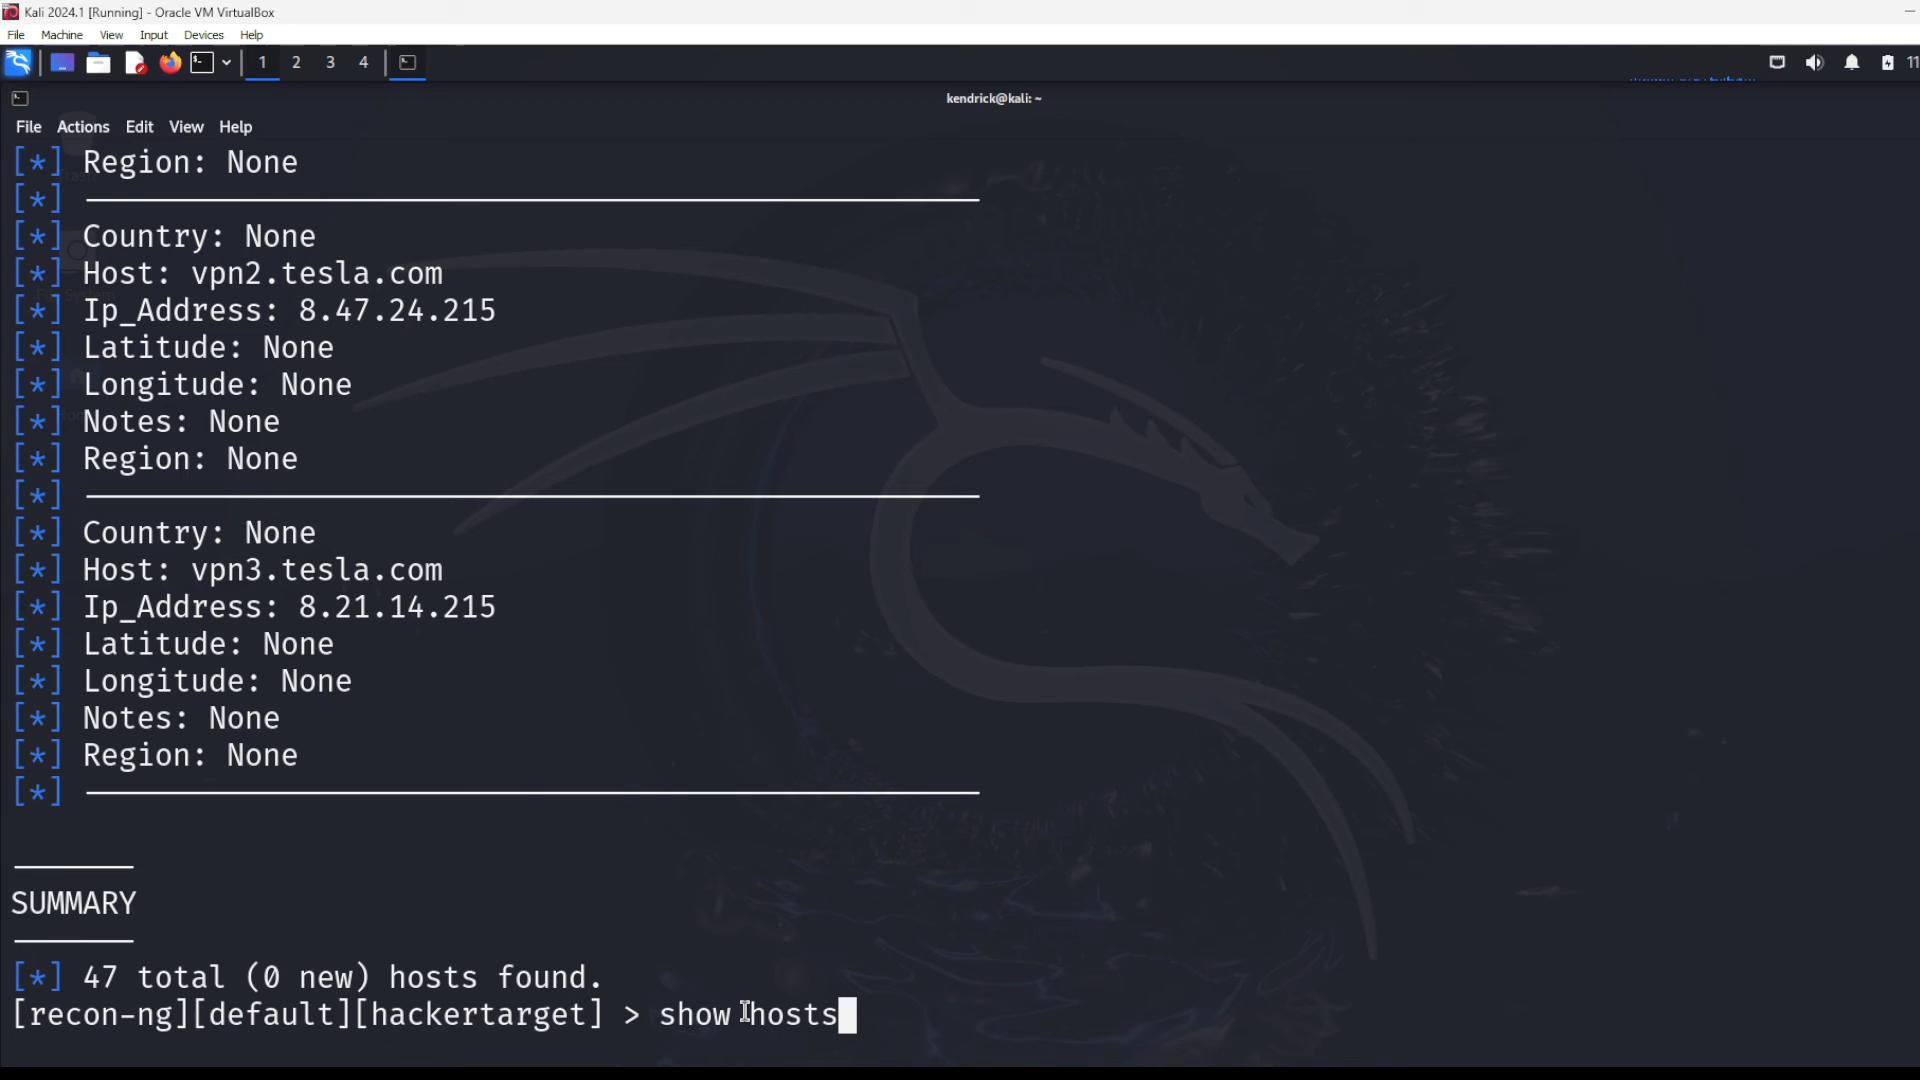 Kali 2024.1 [Running] - Oracle VM VirtualBox
File Machine View Input Devices Help
1 2 3 4
11
kendrick@kali: ~
File Actions Edit View Help
[*] Region: None
[*]
[*] Country: None
[*] Host: vpn2.tesla.com
[*] Ip_Address: 8.47.24.215
[*] Latitude: None
[*] Longitude: None
[*] Notes: None
[*] Region: None
[*]
[*] Country: None
[*] Host: vpn3.tesla.com
[*] Ip_Address: 8.21.14.215
[*] Latitude: None
[*] Longitude: None
[*] Notes: None
[*] Region: None
[*]
SUMMARY
[*] 47 total (0 new) hosts found.
[recon-ng][default][hackertarget] > show hosts